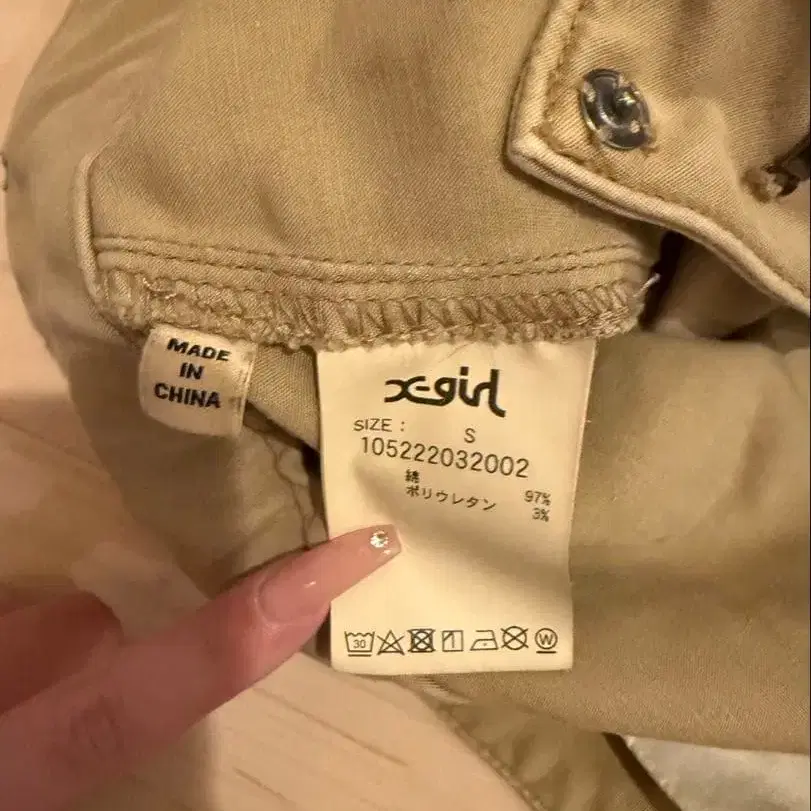 MADE
IN
CHINA
x-girl
SIZE : S
105222032002
綿 97%
ポリウレタン 3%
30
W